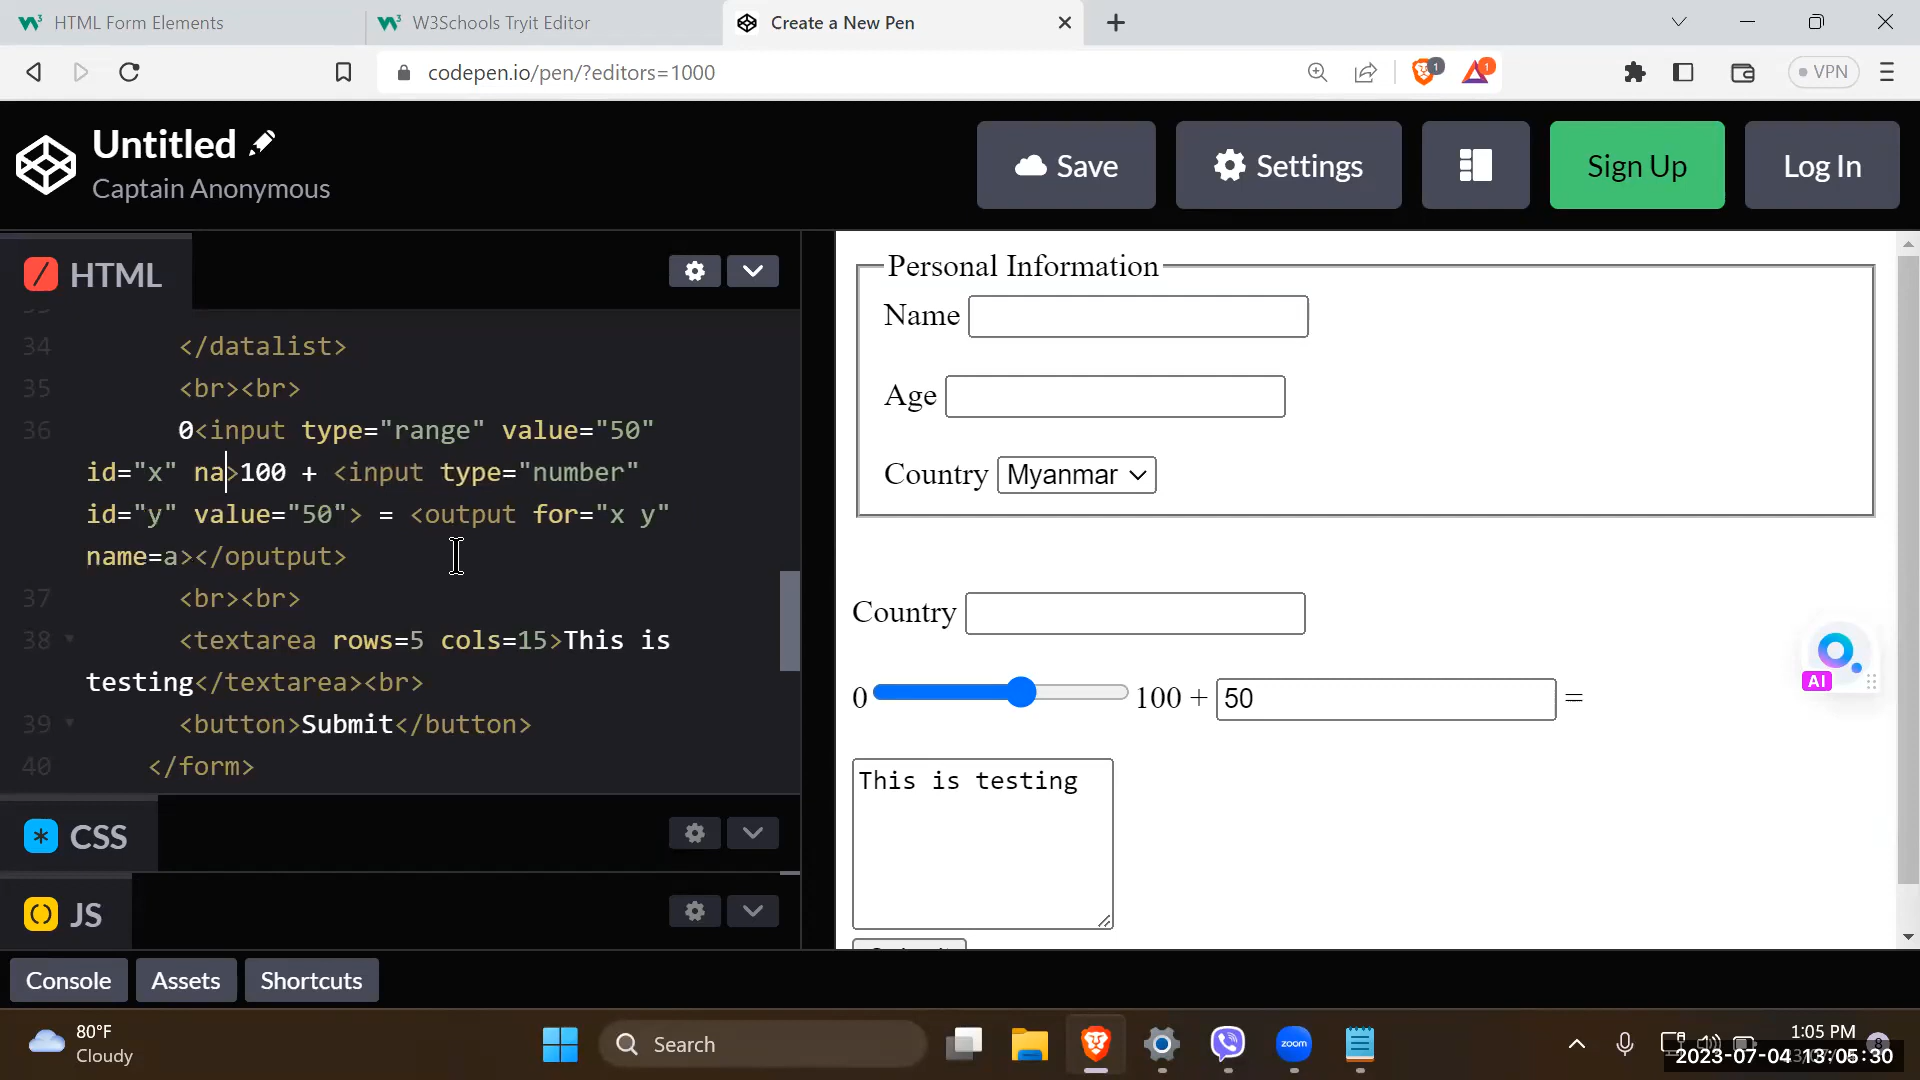 HTML Form Elements
W3Schools Tryit Editor
Create a New Pen
codepen.io/pen/?editors=1000
1
1
VPN
Untitled
Captain Anonymous
Save
Settings
Sign Up
Log In
HTML
34 </datalist>
35 <br><br>
36 0<input type="range" value="50"
id="x" na>100 + <input type="number"
id="y" value="50"> = <output for="x y"
name=a></oputput>
37 <br><br>
38 <textarea rows=5 cols=15>This is
testing</textarea><br>
39 <button>Submit</button>
40 </form>
CSS
JS
Personal Information
Name
Age
Country Myanmar
Country
0 100 + 50 =
This is testing
AI
Console
Assets
Shortcuts
80°F
Cloudy
Search
zoom
1:05 PM
8
2023-07-04 13:05:30